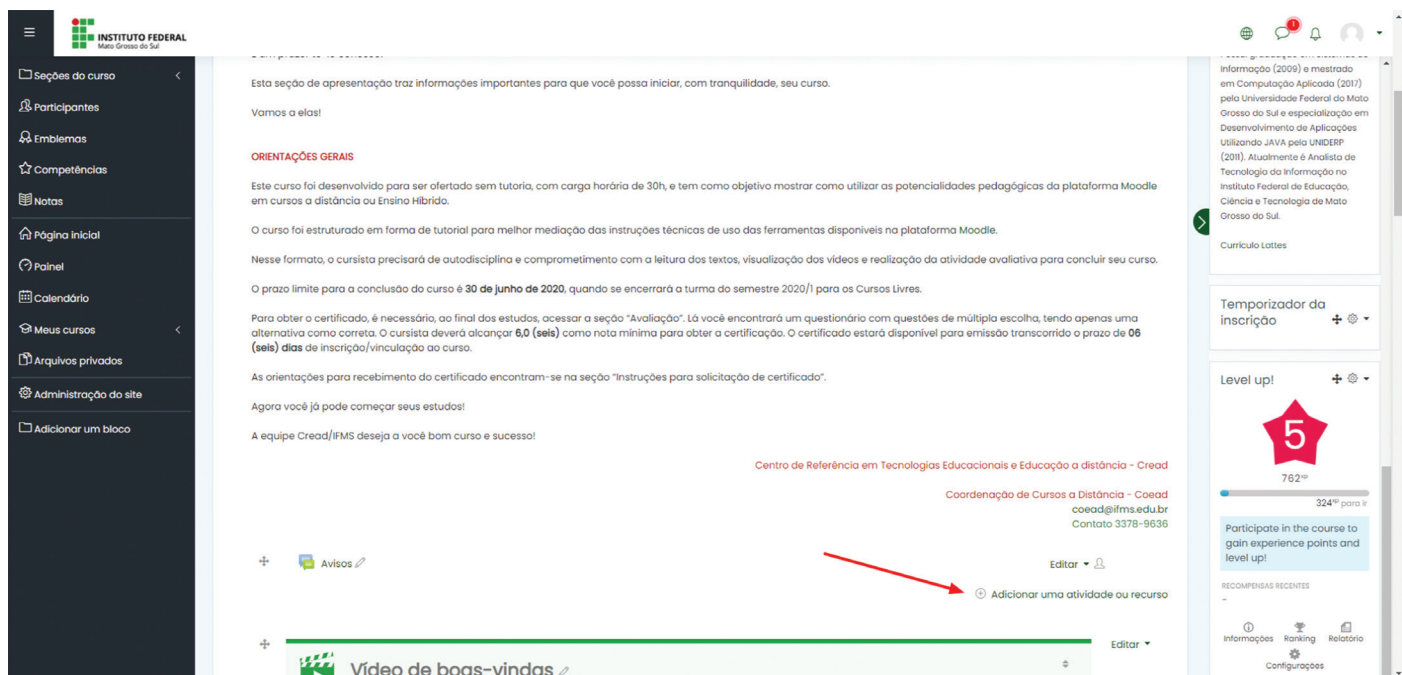 INSTITUTO FEDERAL
Mato Grosso do Sul
1
Seções do curso
Participantes
Emblemas
Competências
Notas
Página inicial
Painel
Calendário
Meus cursos
Arquivos privados
Administração do site
Adicionar um bloco
Esta seção de apresentação traz informações importantes para que você possa iniciar, com tranquilidade, seu curso.
Vamos a elas!
ORIENTAÇÕES GERAIS
Este curso foi desenvolvido para ser ofertado sem tutoria, com carga horária de 30h, e tem como objetivo mostrar como utilizar as potencialidades pedagógicas da plataforma Moodle
em cursos a distância ou Ensino Híbrido.
O curso foi estruturado em forma de tutorial para melhor mediação das instruções técnicas de uso das ferramentas disponíveis na plataforma Moodle.
Nesse formato, o cursista precisará de autodisciplina e comprometimento com a leitura dos textos, visualização dos vídeos e realização da atividade avaliativa para concluir seu curso.
O prazo limite para a conclusão do curso é 30 de junho de 2020, quando se encerrará a turma do semestre 2020/1 para os Cursos Livres.
Para obter o certificado, é necessário, ao final dos estudos, acessar a seção "Avaliação". Lá você encontrará um questionário com questões de múltipla escolha, tendo apenas uma
alternativa como correta. O cursista deverá alcançar 6,0 (seis) como nota mínima para obter a certificação. O certificado estará disponível para emissão transcorrido o prazo de 06
(seis) dias de inscrição/vinculação ao curso.
As orientações para recebimento do certificado encontram-se na seção "Instruções para solicitação de certificado".
Agora você já pode começar seus estudos!
A equipe Cread/IFMS deseja a você bom curso e sucesso!
Centro de Referência em Tecnologias Educacionais e Educação a distância - Cread
Coordenação de Cursos a Distância - Coead
coead@ifms.edu.br
Contato 3378-9636
Avisos
Editar
Adicionar uma atividade ou recurso
Editar
Vídeo de boas-vindas
Informação (2009) e mestrado
em Computação Aplicada (2017)
pela Universidade Federal do Mato
Grosso do Sul e especialização em
Desenvolvimento de Aplicações
Utilizando JAVA pela UNIDERP
(2011). Atualmente é Analista de
Tecnologia da Informação no
Instituto Federal de Educação,
Ciência e Tecnologia de Mato
Grosso do Sul.
Currículo Lattes
Temporizador da
inscrição
Level up!
5
762xp
324xp para ir
Participate in the course to
gain experience points and
level up!
RECOMPENSAS RECENTES
-
Informações Ranking Relatório
Configurações